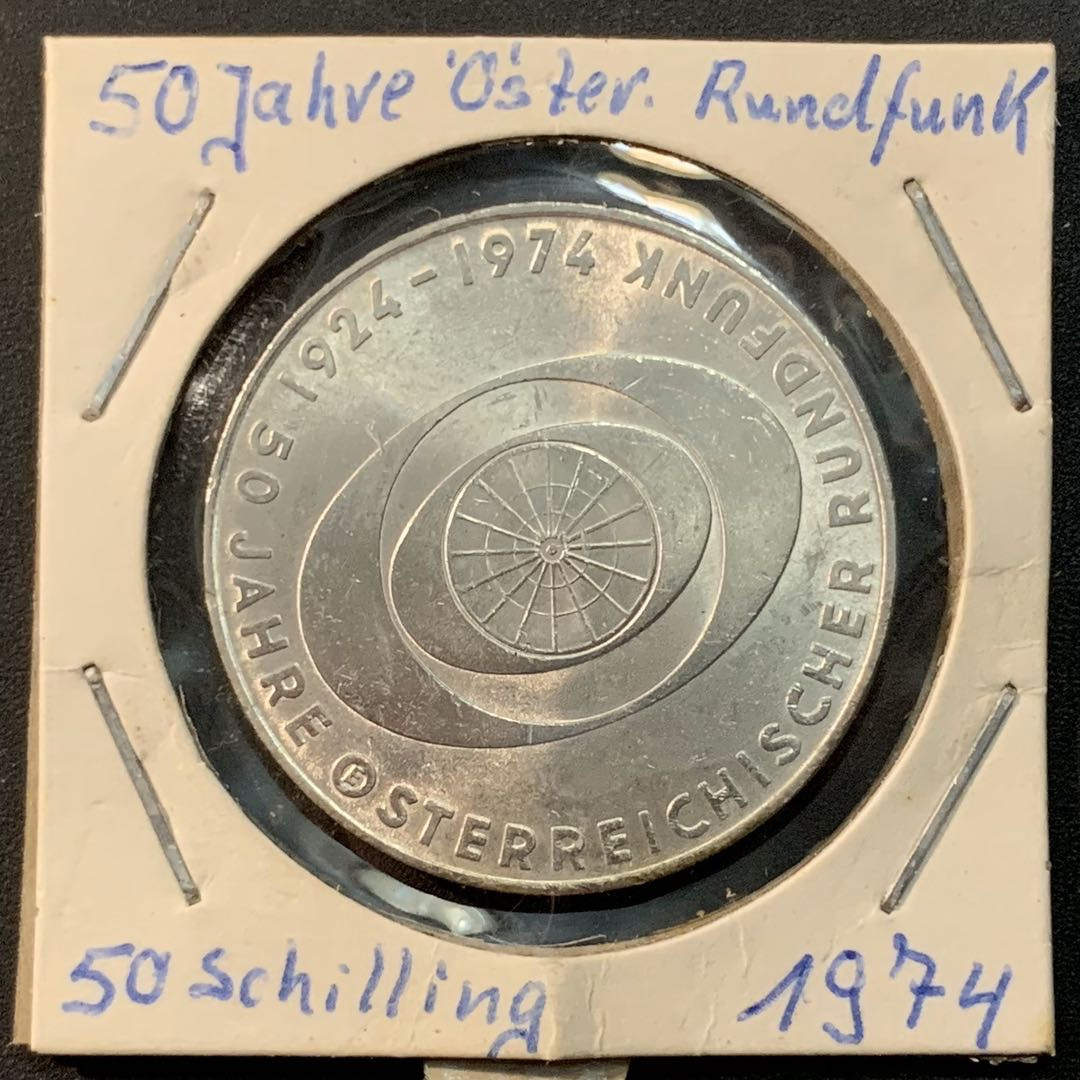 50 Jahre Öster. Rundfunk
1924-1974
50 JAHRE ÖSTERREICHISCHER RUNDFUNK
50 Schilling 1974